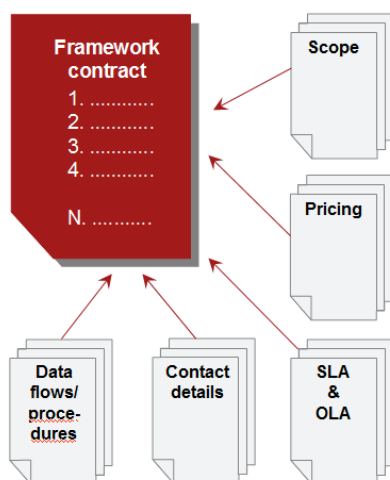 Framework
contract
1. ............
2. ............
3. ............
4. ............
N. ...........
Scope
Pricing
Data
flows/
proce-
dures
Contact
details
SLA
&
OLA